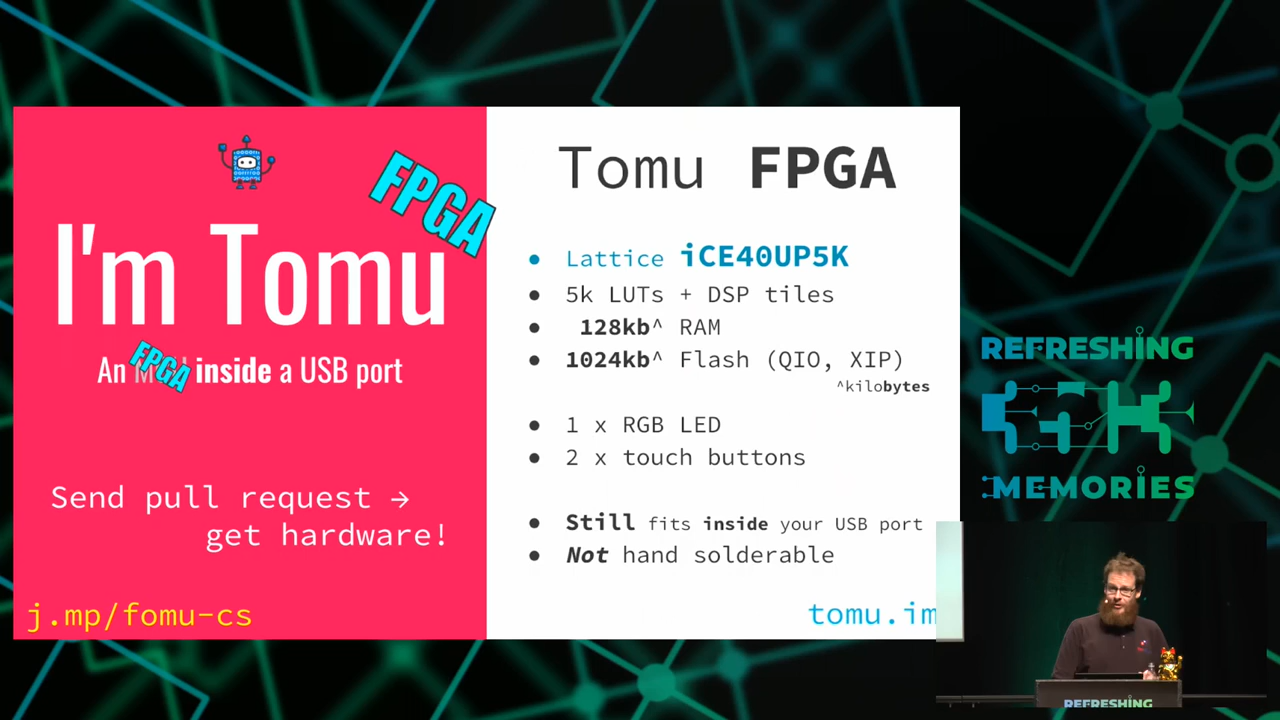 FPGA
I'm Tomu
An FPGA inside a USB port
Send pull request →
get hardware!
j.mp/fomu-cs
Tomu FPGA
● Lattice iCE40UP5K
● 5k LUTs + DSP tiles
● 128kb^ RAM
● 1024kb^ Flash (QIO, XIP)
^kilobytes
● 1 x RGB LED
● 2 x touch buttons
● Still fits inside your USB port
● Not hand solderable
tomu.im
REFRESHING
35C3
MEMORIES
REFRESHING